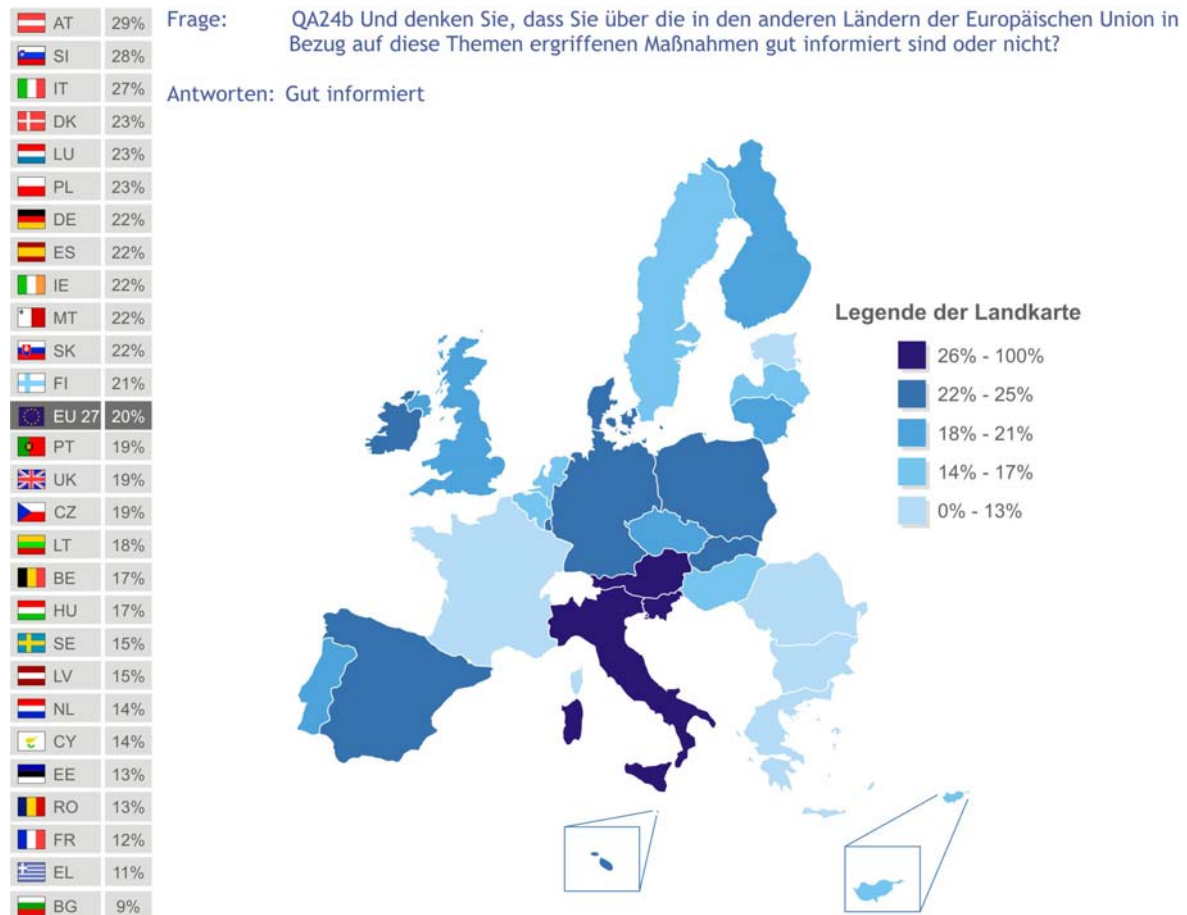 Frage: QA24b Und denken Sie, dass Sie über die in den anderen Ländern der Europäischen Union in
Bezug auf diese Themen ergriffenen Maßnahmen gut informiert sind oder nicht?
Antworten: Gut informiert
AT 29%
SI 28%
IT 27%
DK 23%
LU 23%
PL 23%
DE 22%
ES 22%
IE 22%
MT 22%
SK 22%
FI 21%
EU 27 20%
PT 19%
UK 19%
CZ 19%
LT 18%
BE 17%
HU 17%
SE 15%
LV 15%
NL 14%
CY 14%
EE 13%
RO 13%
FR 12%
EL 11%
BG 9%
Legende der Landkarte
26% - 100%
22% - 25%
18% - 21%
14% - 17%
0% - 13%